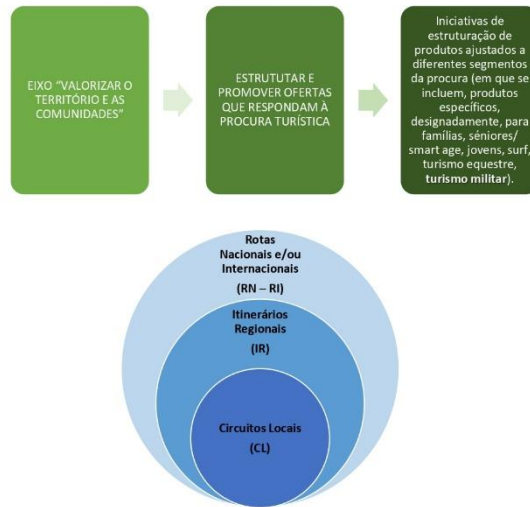 EIXO "VALORIZAR O
TERRITÓRIO E AS
COMUNIDADES"
ESTRUTUTAR E
PROMOVER OFERTAS
QUE RESPONDAM À
PROCURA TURÍSTICA
Iniciativas de
estruturação de
produtos ajustados a
diferentes segmentos
da procura (em que se
incluem, produtos
específicos,
designadamente, para
famílias, séniores/
smart age, jovens, surf,
turismo equestre,
turismo militar).
Rotas
Nacionais e/ou
Internacionais
(RN – RI)
Itinerários
Regionais
(IR)
Circuitos Locais
(CL)